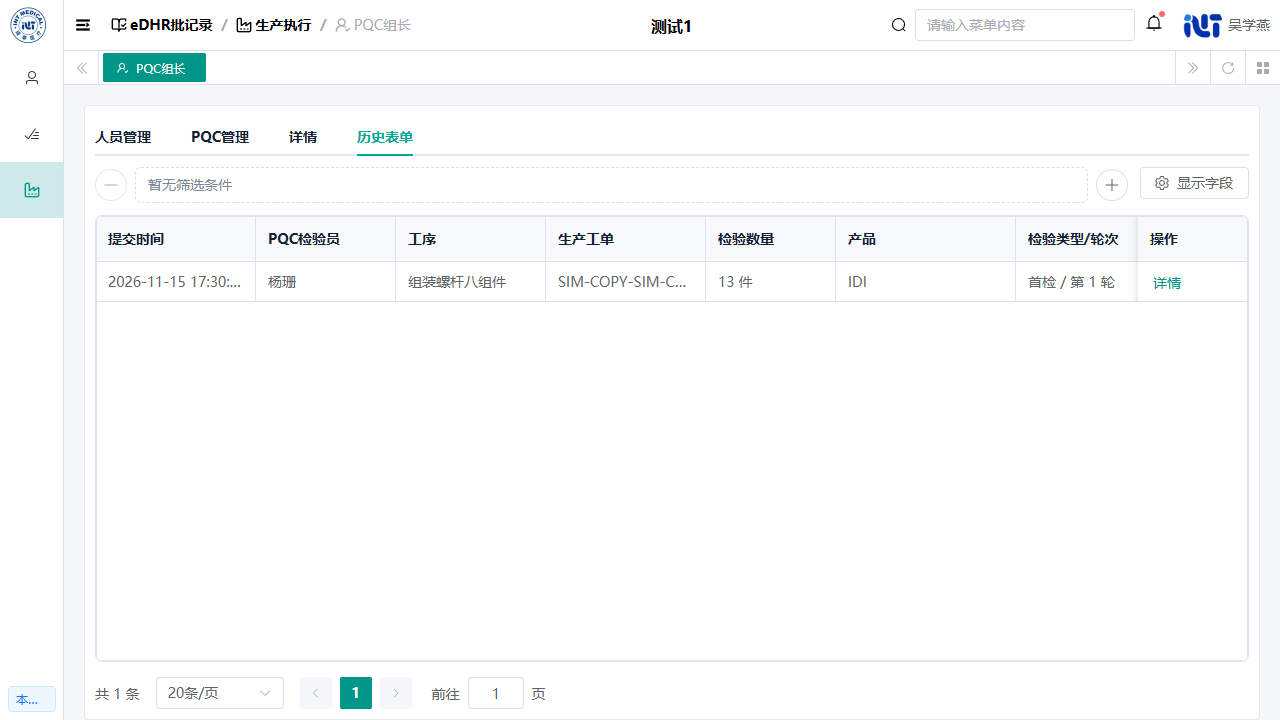 eDHR批记录 / 生产执行 / PQC组长
测试1
请输入菜单内容
吴学燕
PQC组长
人员管理 PQC管理 详情 历史表单
暂无筛选条件
显示字段
提交时间 PQC检验员 工序 生产工单 检验数量 产品 检验类型/轮次 操作
2026-11-15 17:30:... 杨珊 组装螺杆八组件 SIM-COPY-SIM-C... 13 件 IDI 首检 / 第 1 轮 详情
本...
共 1 条 20条/页 1 前往 1 页